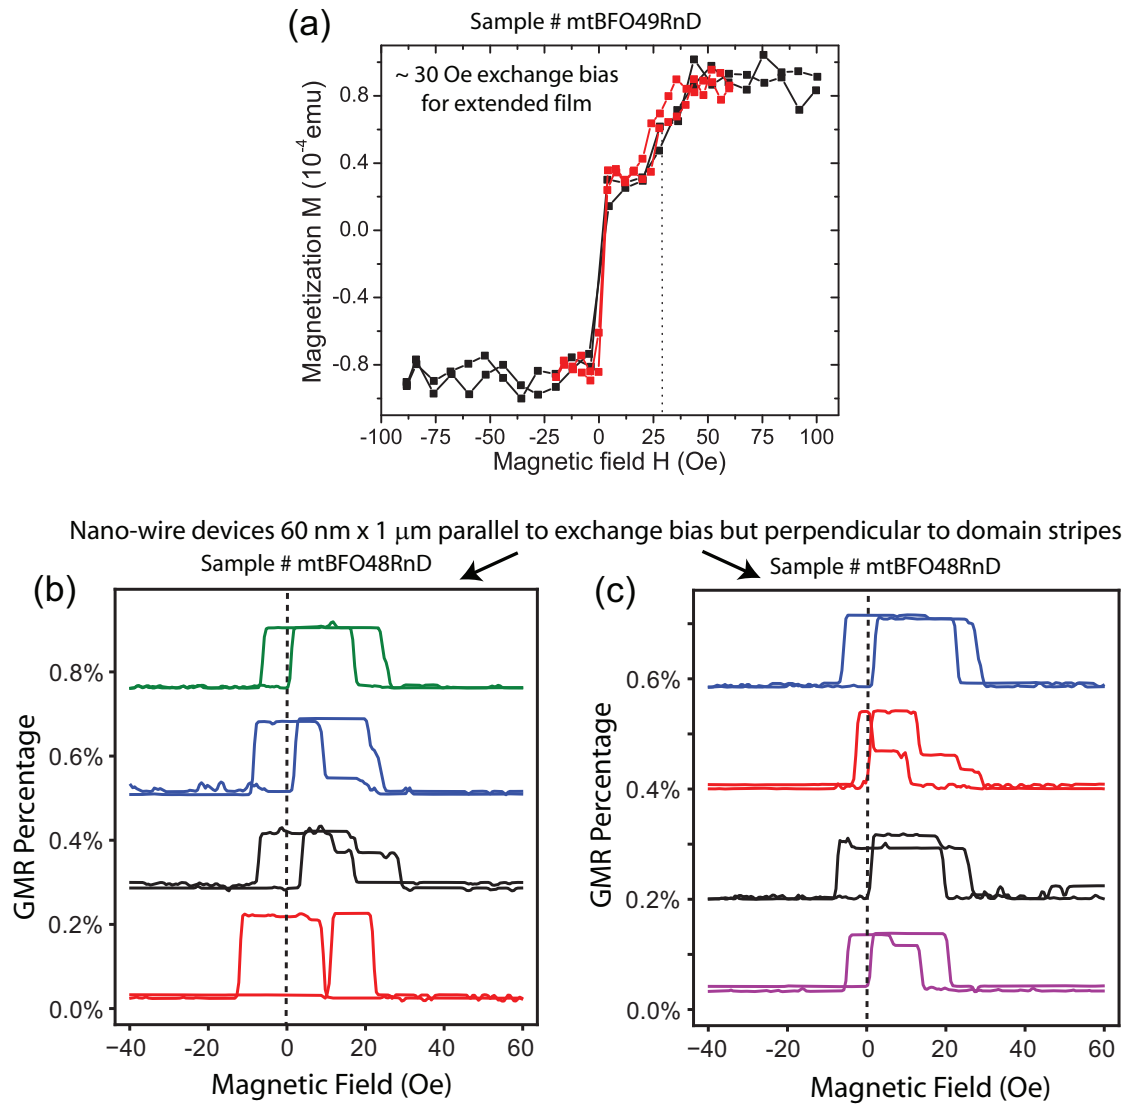 (a)
Sample # mtBFO49RnD
~ 30 Oe exchange bias
for extended film
Magnetization M (10⁻⁴emu)
0.8
0.4
0.0
-0.4
-0.8
-100 -75 -50 -25 0 25 50 75 100
Magnetic field H (Oe)
Nano-wire devices 60 nm x 1 μm parallel to exchange bias but perpendicular to domain stripes
(b)
Sample # mtBFO48RnD
GMR Percentage
0.8%
0.6%
0.4%
0.2%
0.0%
−40 -20 0 20 40 60
Magnetic Field (Oe)
(c)
Sample # mtBFO48RnD
GMR Percentage
0.6%
0.4%
0.2%
0.0%
−40 -20 0 20 40 60
Magnetic Field (Oe)